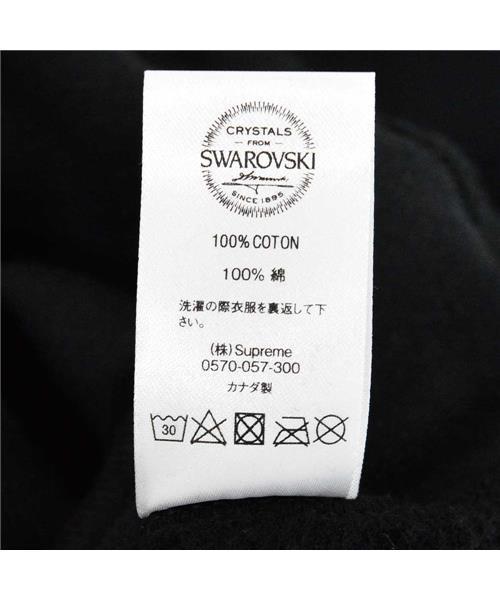 CRYSTALS
FROM
SWAROVSKI
SINCE 1895
100% COTON
100% 綿
洗濯の際衣服を裏返して下
さい。
(株)Supreme
0570-057-300
カナダ製
30